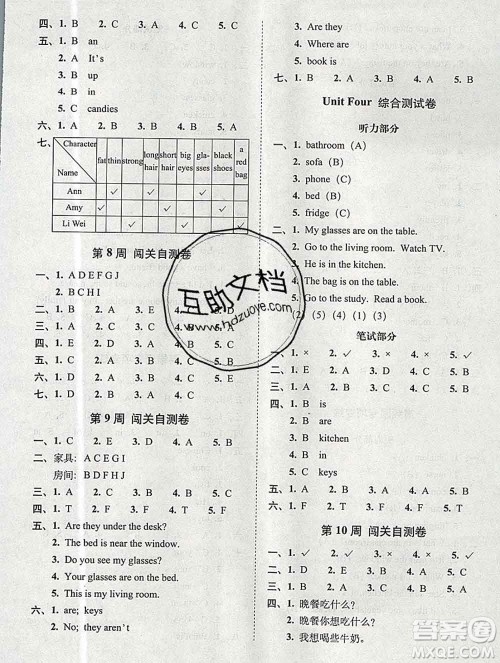 四、1. B 2. B 3. C 4. A 5. C
五、1. B an
2. A It's
3. B up
4. B in
5. C candies
六、1. A 2. B 3. B 4. A 5. A
七、
Character Name fat thin strong long hair short hair big eyes glasses a red bag
Ann ✓ ✓
Amy ✓ ✓
Li Wei ✓ ✓
第 8 周 闯关自测卷
一、1. A D E F G J
2. B C H I
二、1. B 2. A 3. B
三、1. B 2. A 3. B
四、1. D 2. C 3. E
五、1. B 2. B 3. A
六、1. D 2. C 3. A 4. E 5. B
第 9 周 闯关自测卷
一、1. C 2. B 3. D 4. A 5. B
二、家具: A C E G I
房间: B D F H J
三、1. A 2. C 3. B 4. B 5. B
四、1. T 2. F 3. T 4. F 5. F
五、1. Are they under the desk?
2. The bed is near the window.
3. Do you see my glasses?
4. Your glasses are on the bed.
5. This is my living room.
六、1. are; keys
2. No; they aren't
3. Are they
4. Where are
5. book is
七、1. B 2. A 3. B 4. A 5. B
Unit Four 综合测试卷
听力部分
一、1. bathroom (A)
2. sofa (B)
3. phone (C)
4. bed (B)
5. fridge (C)
二、1. My glasses are on the table.
2. Go to the living room. Watch TV.
3. He is in the kitchen.
4. The bag is on the table.
5. Go to the study. Read a book.
(2) (5) (4) (1) (3)
笔试部分
一、1. × 2. ✓
二、1. A 2. B
三、1. B 2. A 5. B
四、1. B is
2. B are
3. B kitchen
4. B in
5. C keys
五、1. B 2. A 3. D 4. C 5. E
六、1. F 2. T 3. T 4. F 5. T
第 10 周 闯关自测卷
一、1. ✓ 2. ✓ 3. × 4. ✓ 5. ✓
二、1. B 2. A 3. A 4. B
三、1. C 2. A 3. A 4. B 5. B
四、1. 晚餐吃什么?
2. 晚餐你想吃什么?
3. 我想喝些牛奶。
互助文档
www.hdzuoye.com
答案圈
MXQE.COM